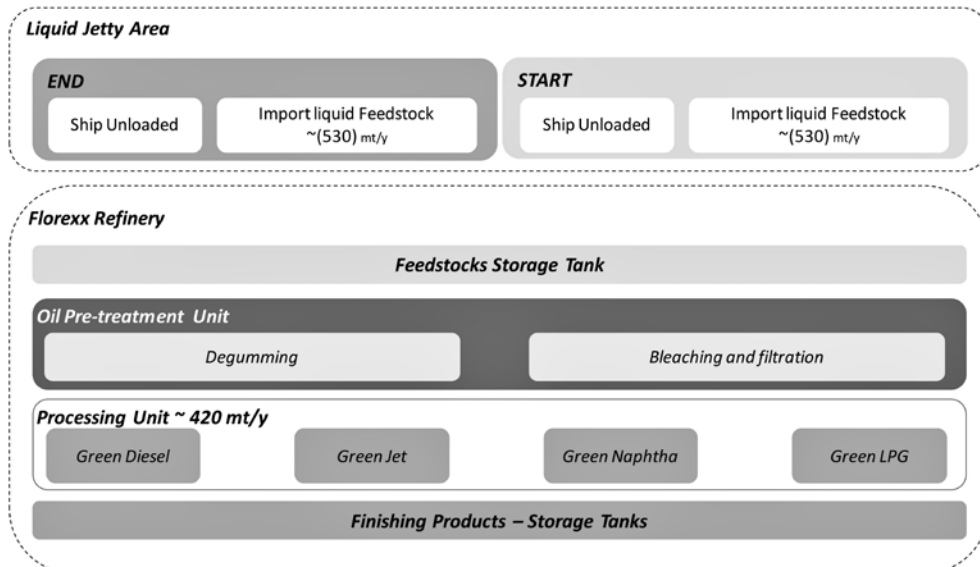 Liquid Jetty Area
END
Ship Unloaded
Import liquid Feedstock
~(530) mt/y
START
Ship Unloaded
Import liquid Feedstock
~(530) mt/y
Florexx Refinery
Feedstocks Storage Tank
Oil Pre-treatment Unit
Degumming
Bleaching and filtration
Processing Unit ~ 420 mt/y
Green Diesel
Green Jet
Green Naphtha
Green LPG
Finishing Products – Storage Tanks